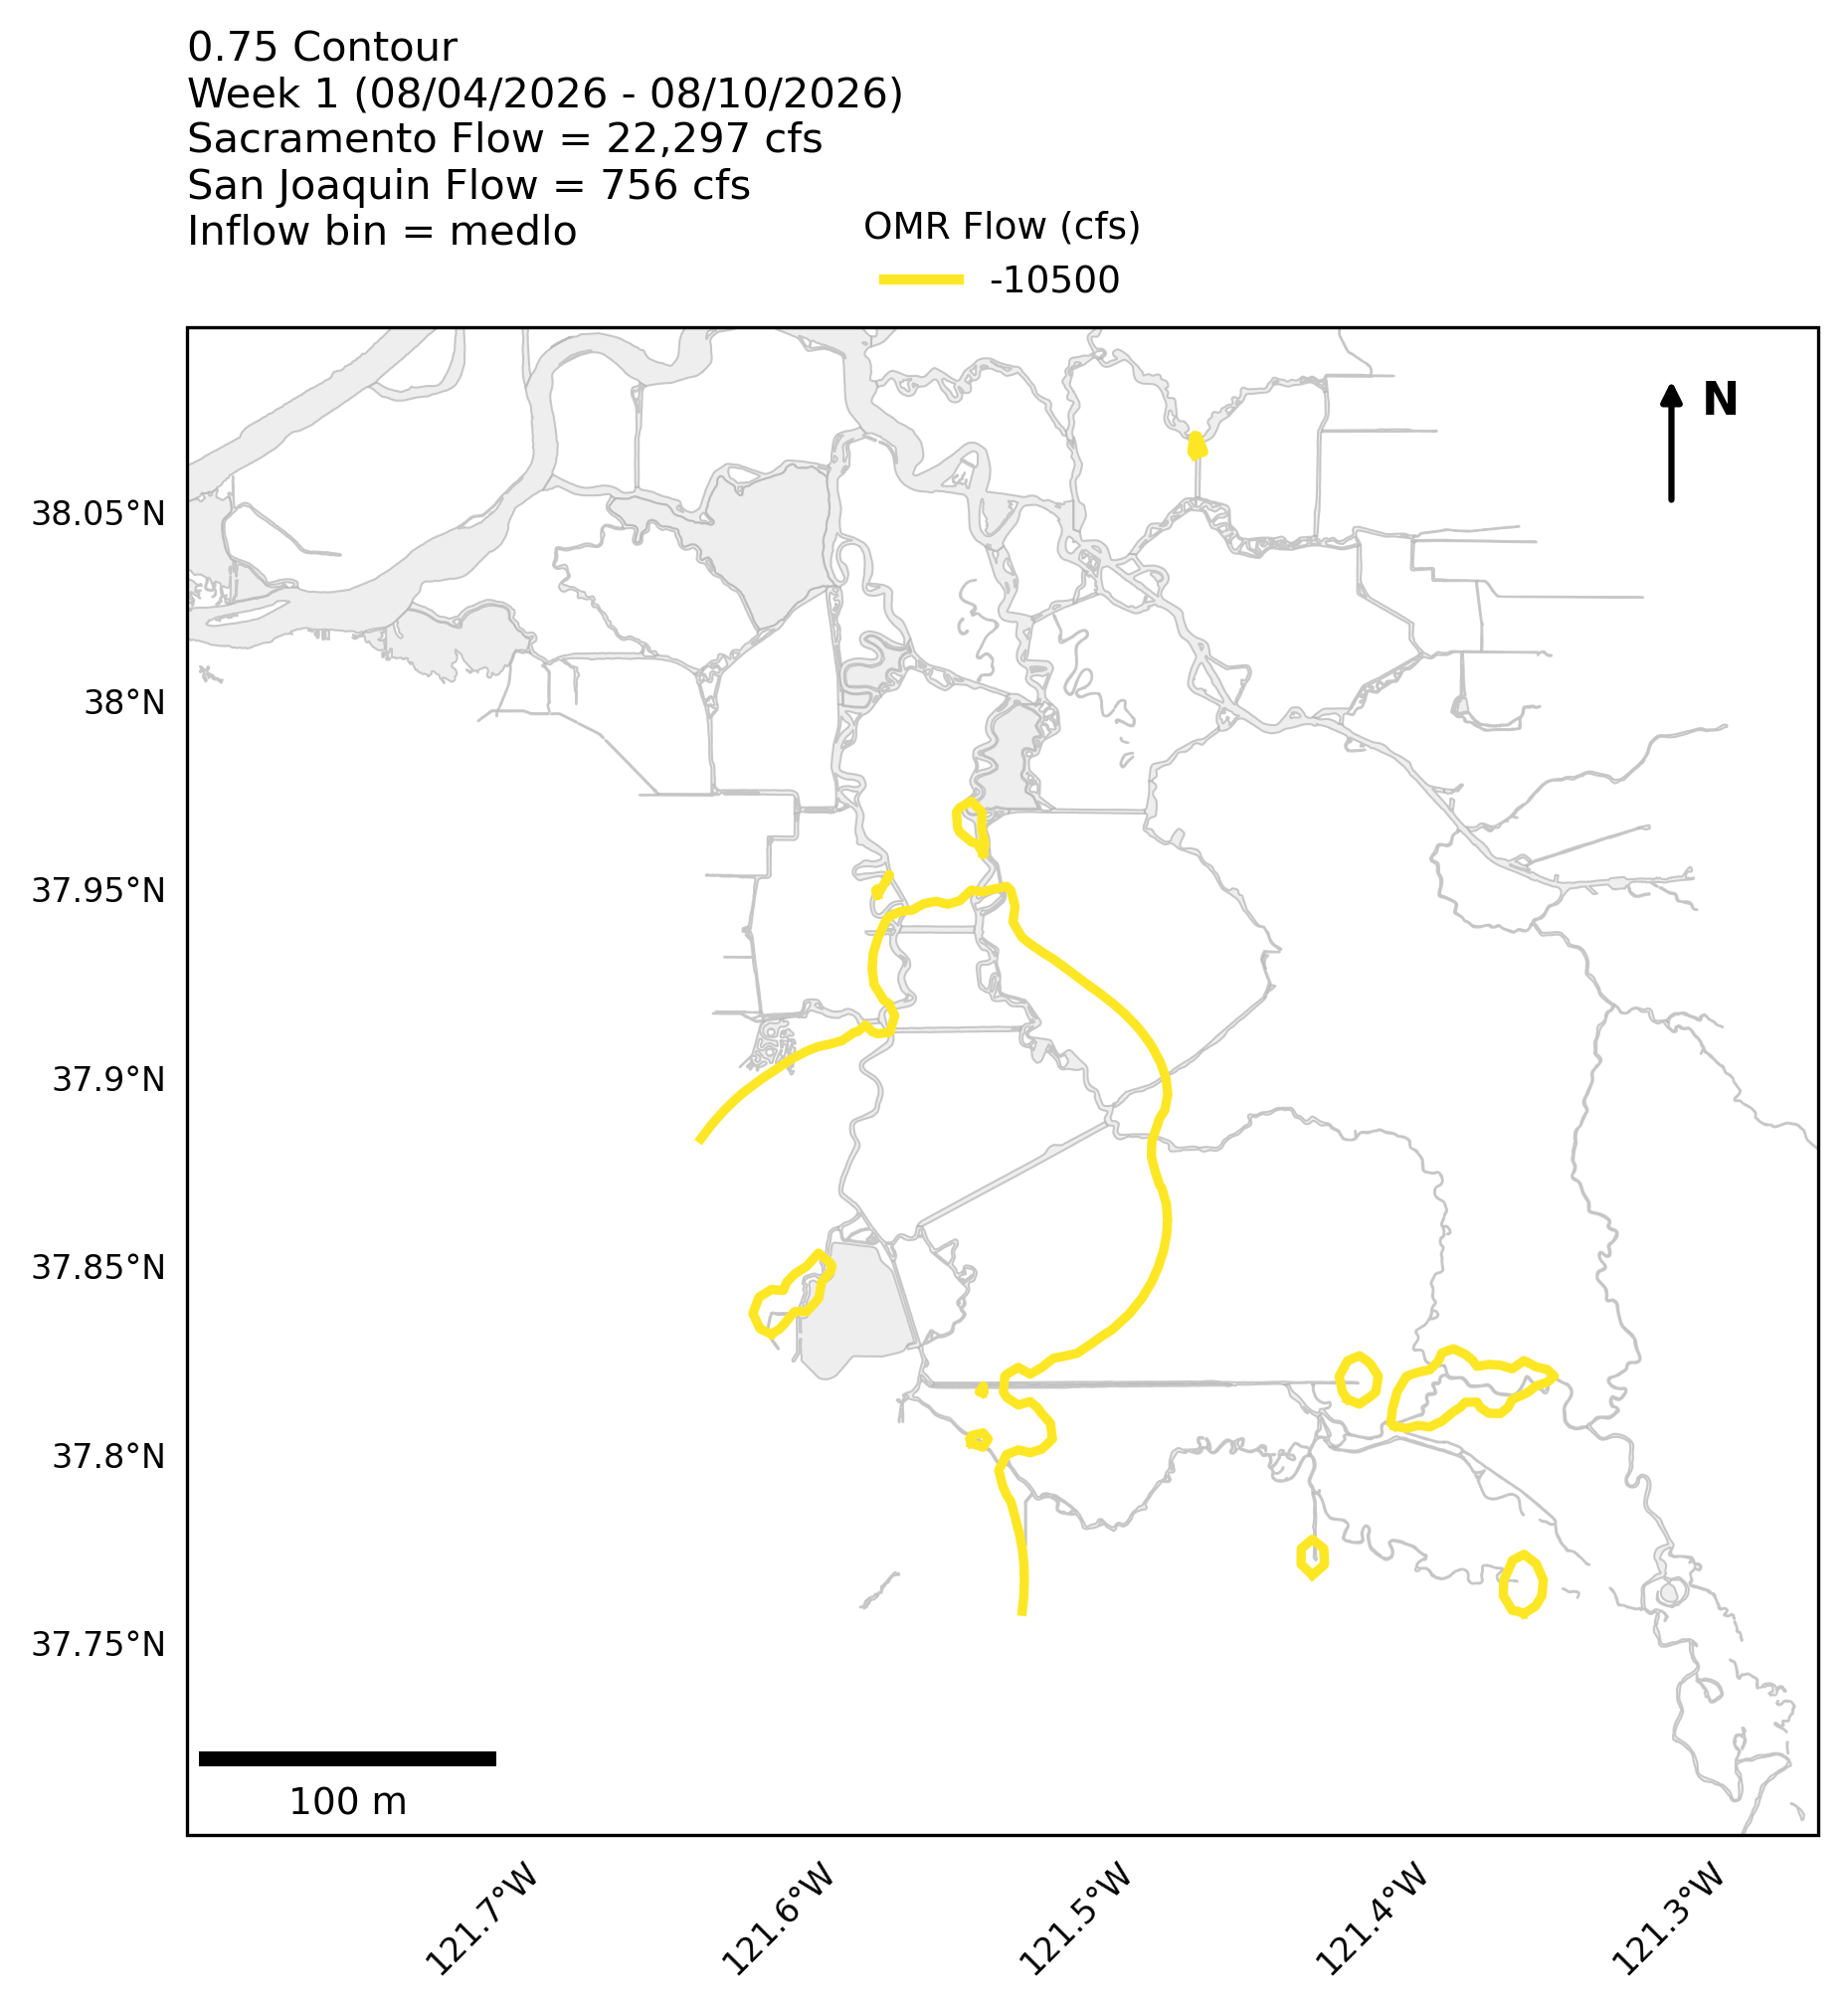 0.75 Contour
Week 1 (08/04/2026 - 08/10/2026)
Sacramento Flow = 22,297 cfs
San Joaquin Flow = 756 cfs
Inflow bin = medlo
OMR Flow (cfs)
-10500
N
38.05°N
38°N
37.95°N
37.9°N
37.85°N
37.8°N
37.75°N
100 m
121.7°W
121.6°W
121.5°W
121.4°W
121.3°W